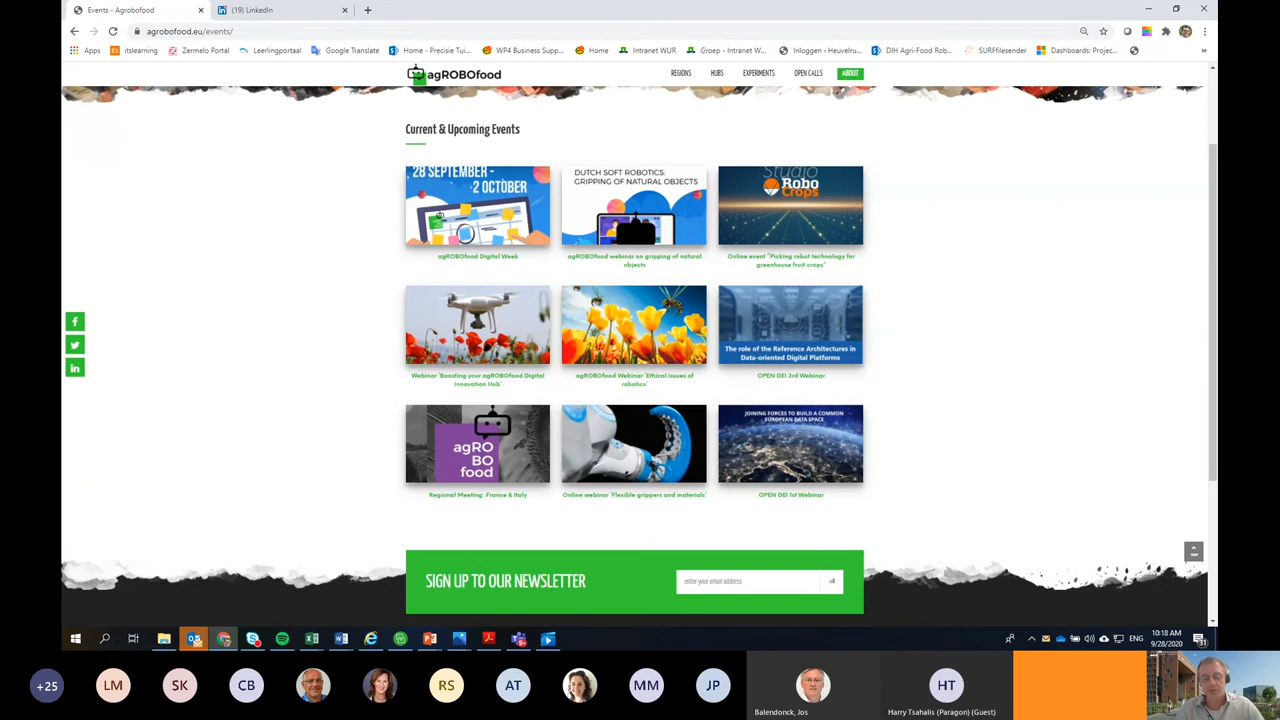 Events - Agrobofood
(19) LinkedIn
agrobofood.eu/events/
Apps
itslearning
Zermelo Portal
Leerlingportaal
Google Translate
Home - Precisie Tui...
WP4 Business Supp...
Home
Intranet WUR
Groep - Intranet W...
Inloggen - Heuvelru...
DIH Agri-Food Rob...
SURFfilesender
Dashboards: Projec...
agROBOfood
REGIONS
HUBS
EXPERIMENTS
OPEN CALLS
ABOUT
Current & Upcoming Events
28 SEPTEMBER -
2 OCTOBER
DUTCH SOFT ROBOTICS:
GRIPPING OF NATURAL OBJECTS
Studio
Robo
Crops
agROBOfood Digital Week
agROBOfood webinar on gripping of natural
objects
Online event "Picking robot technology for
greenhouse fruit crops"
The role of the Reference Architectures in
Data-oriented Digital Platforms
Webinar 'Boosting your agROBOfood Digital
Innovation Hub'
agROBOfood Webinar 'Ethical issues of
robotics'
OPEN DEI 3rd Webinar
agRO
BO
food
JOINING FORCES TO BUILD A COMMON
EUROPEAN DATA SPACE
Regional Meeting: France & Italy
Online webinar 'Flexible grippers and materials'
OPEN DEI 1st Webinar
SIGN UP TO OUR NEWSLETTER
enter your email address
ENG
10:18 AM
9/28/2020
+25
LM
SK
CB
RS
AT
MM
JP
HT
Balendonck, Jos
Harry Tsahalis (Paragon) (Guest)